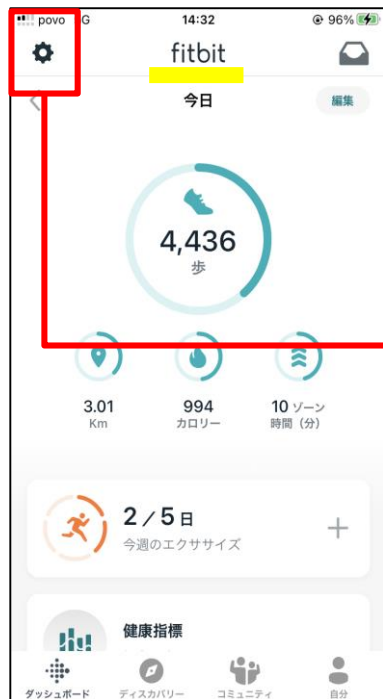 povo
G
14:32
96%
fitbit
今日
編集
4,436
歩
3.01
Km
994
カロリー
10 ゾーン
時間（分）
2 / 5 日
今週のエクササイズ
健康指標
ダッシュボード
ディスカバリー
コミュニティ
自分